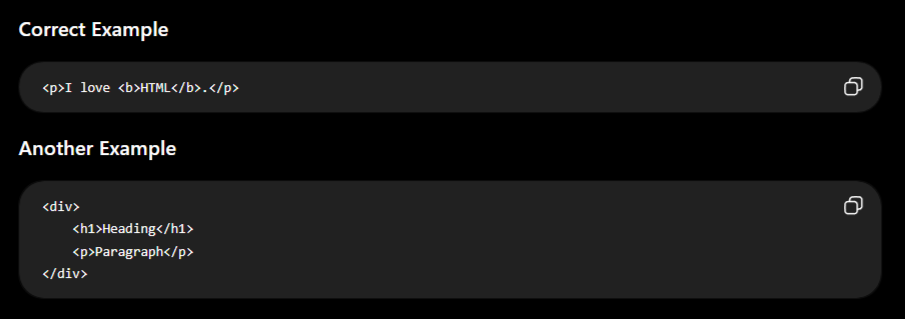 Correct Example
<p>I love <b>HTML</b>.</p>
Another Example
<div>
    <h1>Heading</h1>
    <p>Paragraph</p>
</div>